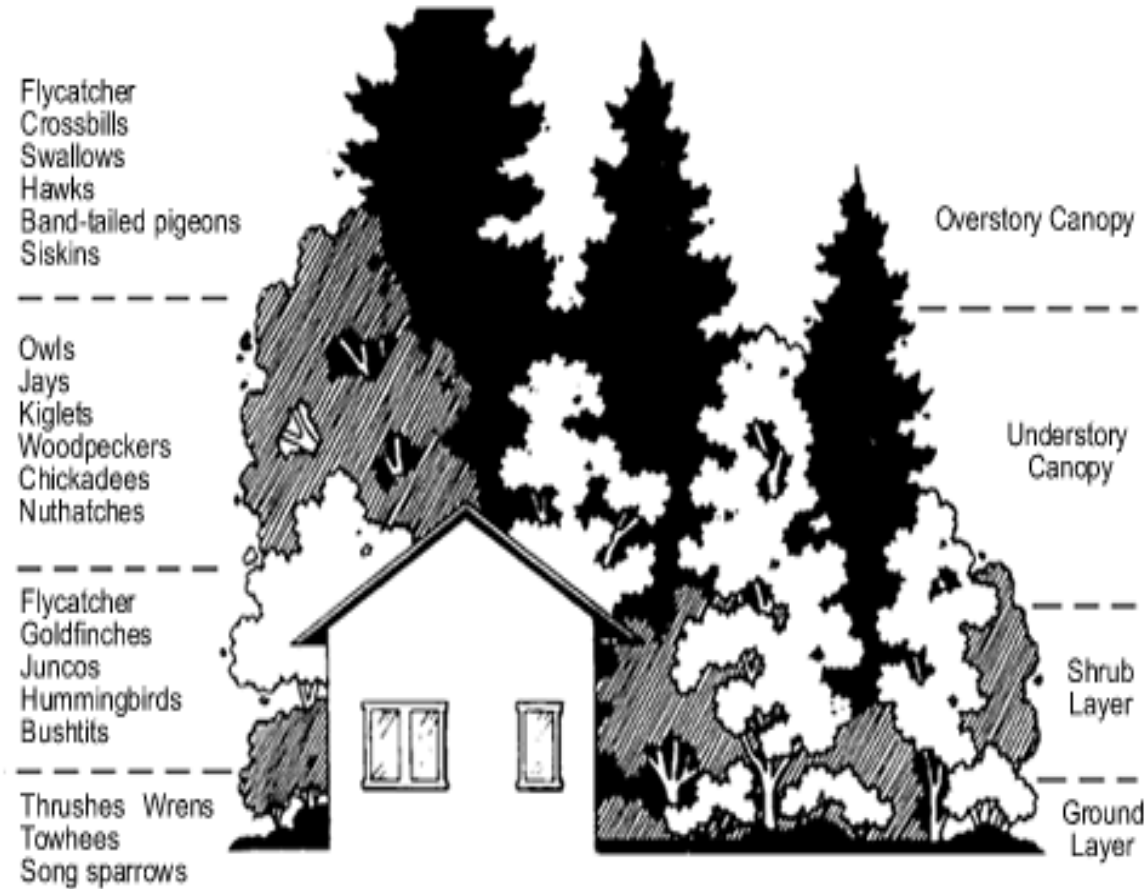 Flycatcher
Crossbills
Swallows
Hawks
Band-tailed pigeons
Siskins
Overstory Canopy
Owls
Jays
Kiglets
Woodpeckers
Chickadees
Nuthatches
Understory
Canopy
Flycatcher
Goldfinches
Juncos
Hummingbirds
Bushtits
Shrub
Layer
Thrushes Wrens
Towhees
Song sparrows
Ground
Layer